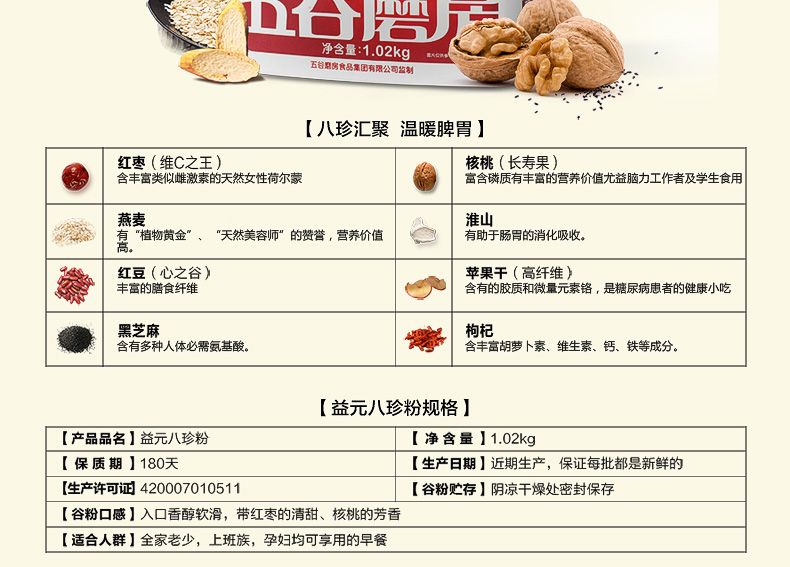 五谷磨房
净含量：1.02kg
五谷磨房食品集团有限公司监制
【八珍汇聚 温暖脾胃】
红枣（维C之王）
含丰富类似雌激素的天然女性荷尔蒙
核桃（长寿果）
富含磷质有丰富的营养价值尤益脑力工作者及学生食用
燕麦
有“植物黄金”、“天然美容师”的赞誉，营养价值
高。
淮山
有助于肠胃的消化吸收。
红豆（心之谷）
丰富的膳食纤维
苹果干（高纤维）
含有的胶质和微量元素铬，是糖尿病患者的健康小吃
黑芝麻
含有多种人体必需氨基酸。
枸杞
含丰富胡萝卜素、维生素、钙、铁等成分。
【益元八珍粉规格】
【产品品名】益元八珍粉
【净含量】1.02kg
【保质期】180天
【生产日期】近期生产，保证每批都是新鲜的
【生产许可证】420007010511
【谷粉贮存】阴凉干燥处密封保存
【谷粉口感】入口香醇软滑，带红枣的清甜、核桃的芳香
【适合人群】全家老少，上班族，孕妇均可享用的早餐